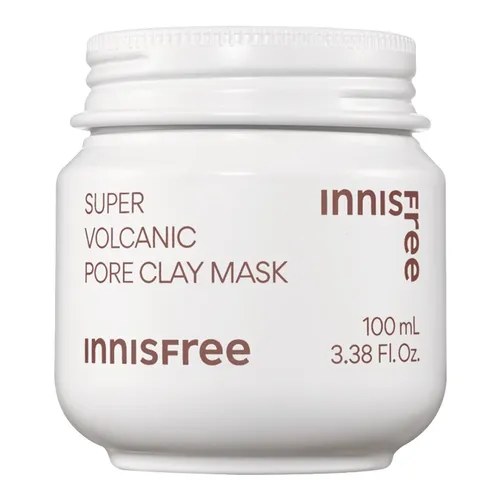 SUPER
VOLCANIC
PORE CLAY MASK
innisFree
innisFree
100 mL
3.38 Fl. Oz.